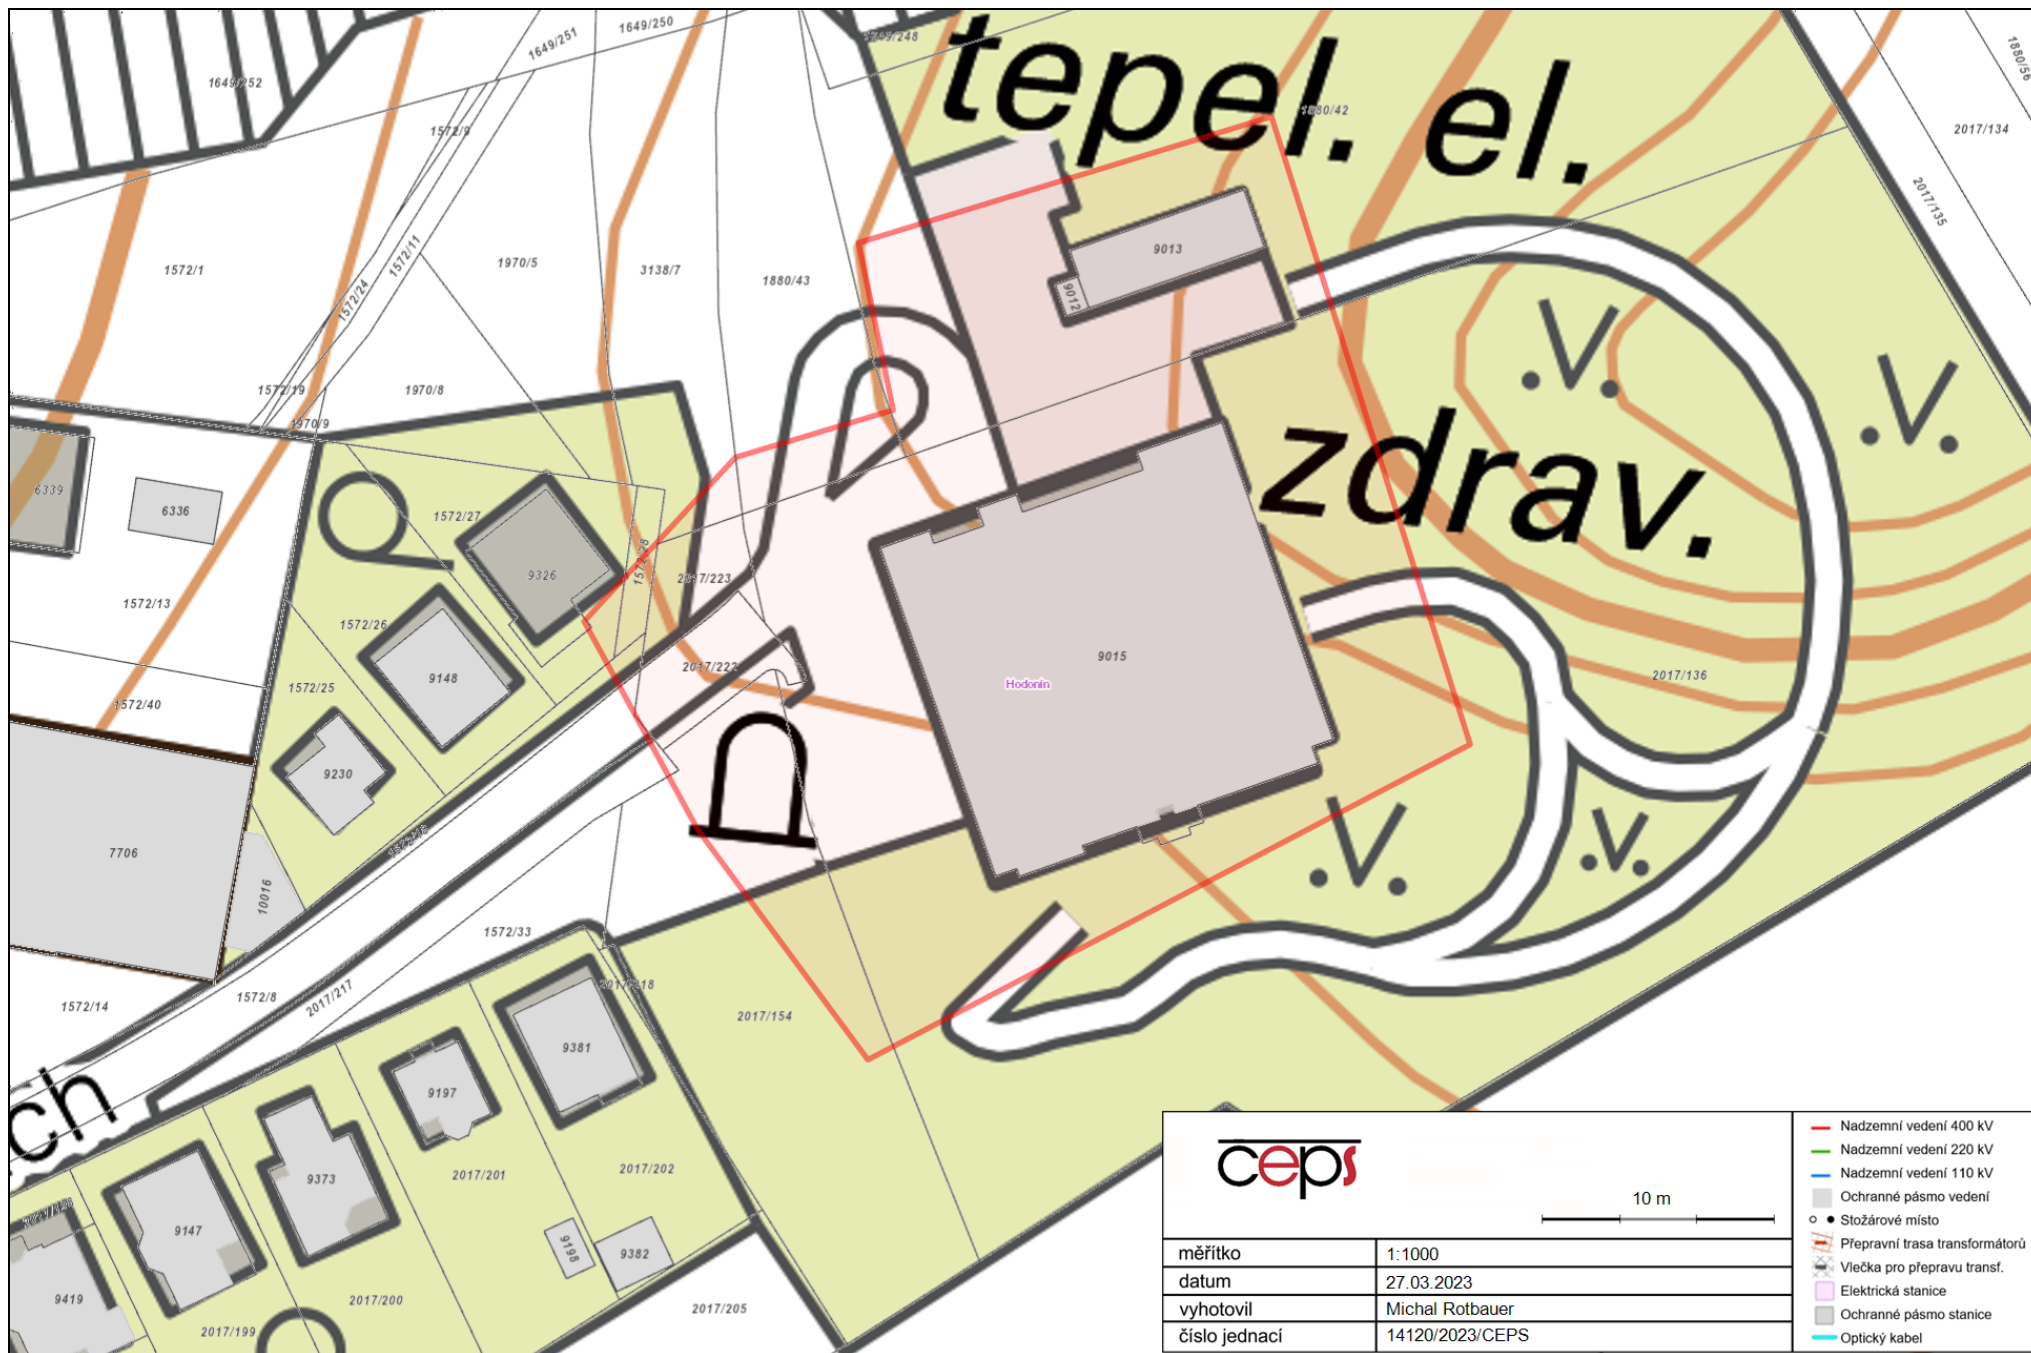 1649/250
1649/251
1649/252
1572/9
tepel. el.
1880/42
1880/56
2017/134
2017/135
1572/1
1572/11
1572/24
1970/5
3138/7
1880/43
9013
9012
1572/19
1970/8
1970/9
zdrav.
6339
6336
1572/27
9326
1572/28
2017/223
1572/13
1572/26
1572/25
9148
2017/222
9015
Hodonín
2017/136
1572/40
9230
7706
10016
1572/33
1572/14
1572/8
2017/217
2017/218
2017/154
9381
9197
ch
9373
2017/201
2017/202
9147
9198
9382
9419
2017/200
2017/199
2017/205
ceps
10 m
měřítko 1:1000
datum 27.03.2023
vyhotovil Michal Rotbauer
číslo jednací 14120/2023/CEPS
Nadzemní vedení 400 kV
Nadzemní vedení 220 kV
Nadzemní vedení 110 kV
Ochranné pásmo vedení
Stožárové místo
Přepravní trasa transformátorů
Vlečka pro přepravu transf.
Elektrická stanice
Ochranné pásmo stanice
Optický kabel